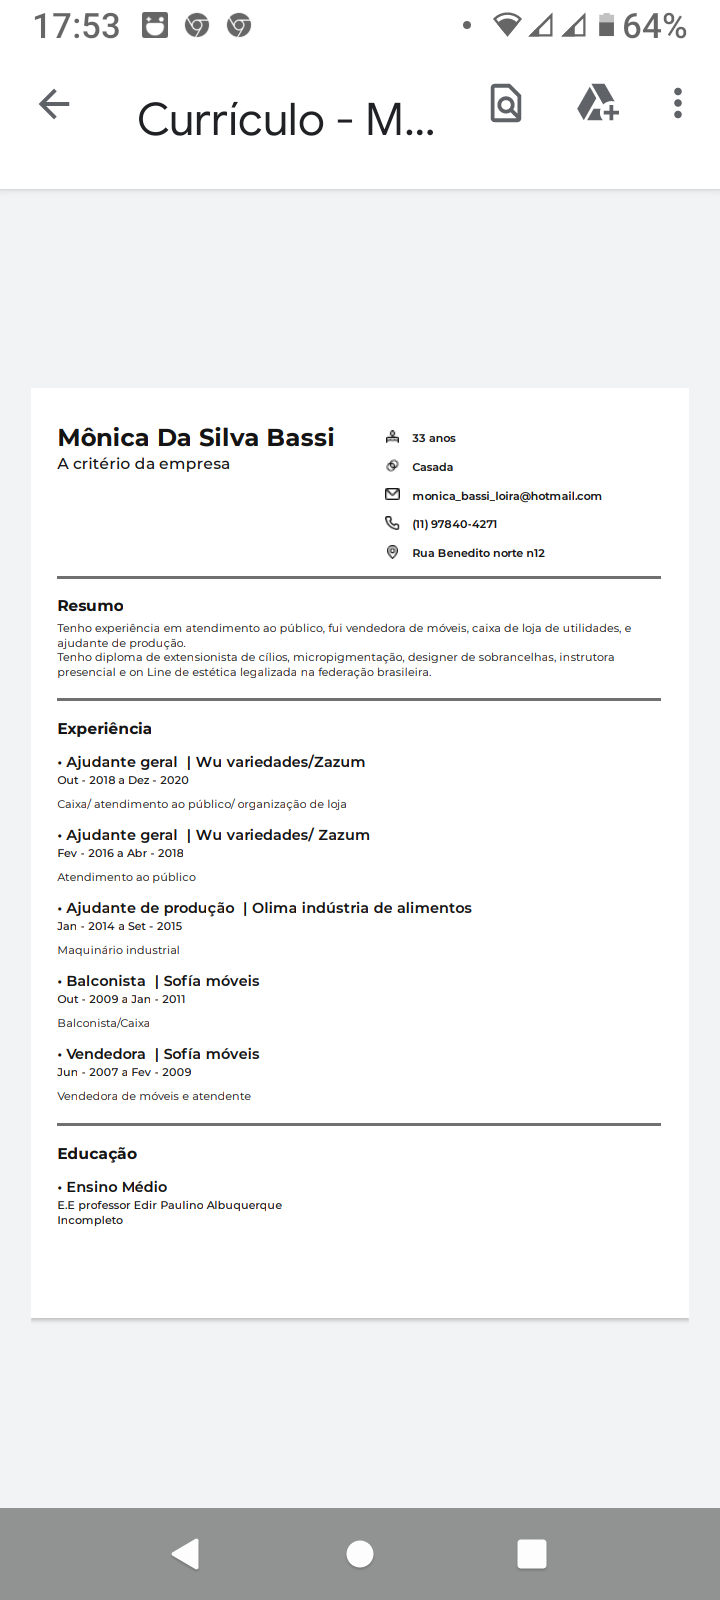 17:53
64%
Currículo - M...
Mônica Da Silva Bassi
A critério da empresa
33 anos
Casada
monica_bassi_loira@hotmail.com
(11) 97840-4271
Rua Benedito norte n12
Resumo
Tenho experiência em atendimento ao público, fui vendedora de móveis, caixa de loja de utilidades, e
ajudante de produção.
Tenho diploma de extensionista de cílios, micropigmentação, designer de sobrancelhas, instrutora
presencial e on Line de estética legalizada na federação brasileira.
Experiência
• Ajudante geral | Wu variedades/Zazum
Out - 2018 a Dez - 2020
Caixa/ atendimento ao público/ organização de loja
• Ajudante geral | Wu variedades/ Zazum
Fev - 2016 a Abr - 2018
Atendimento ao público
• Ajudante de produção | Olima indústria de alimentos
Jan - 2014 a Set - 2015
Maquinário industrial
• Balconista | Sofía móveis
Out - 2009 a Jan - 2011
Balconista/Caixa
• Vendedora | Sofía móveis
Jun - 2007 a Fev - 2009
Vendedora de móveis e atendente
Educação
• Ensino Médio
E.E professor Edir Paulino Albuquerque
Incompleto